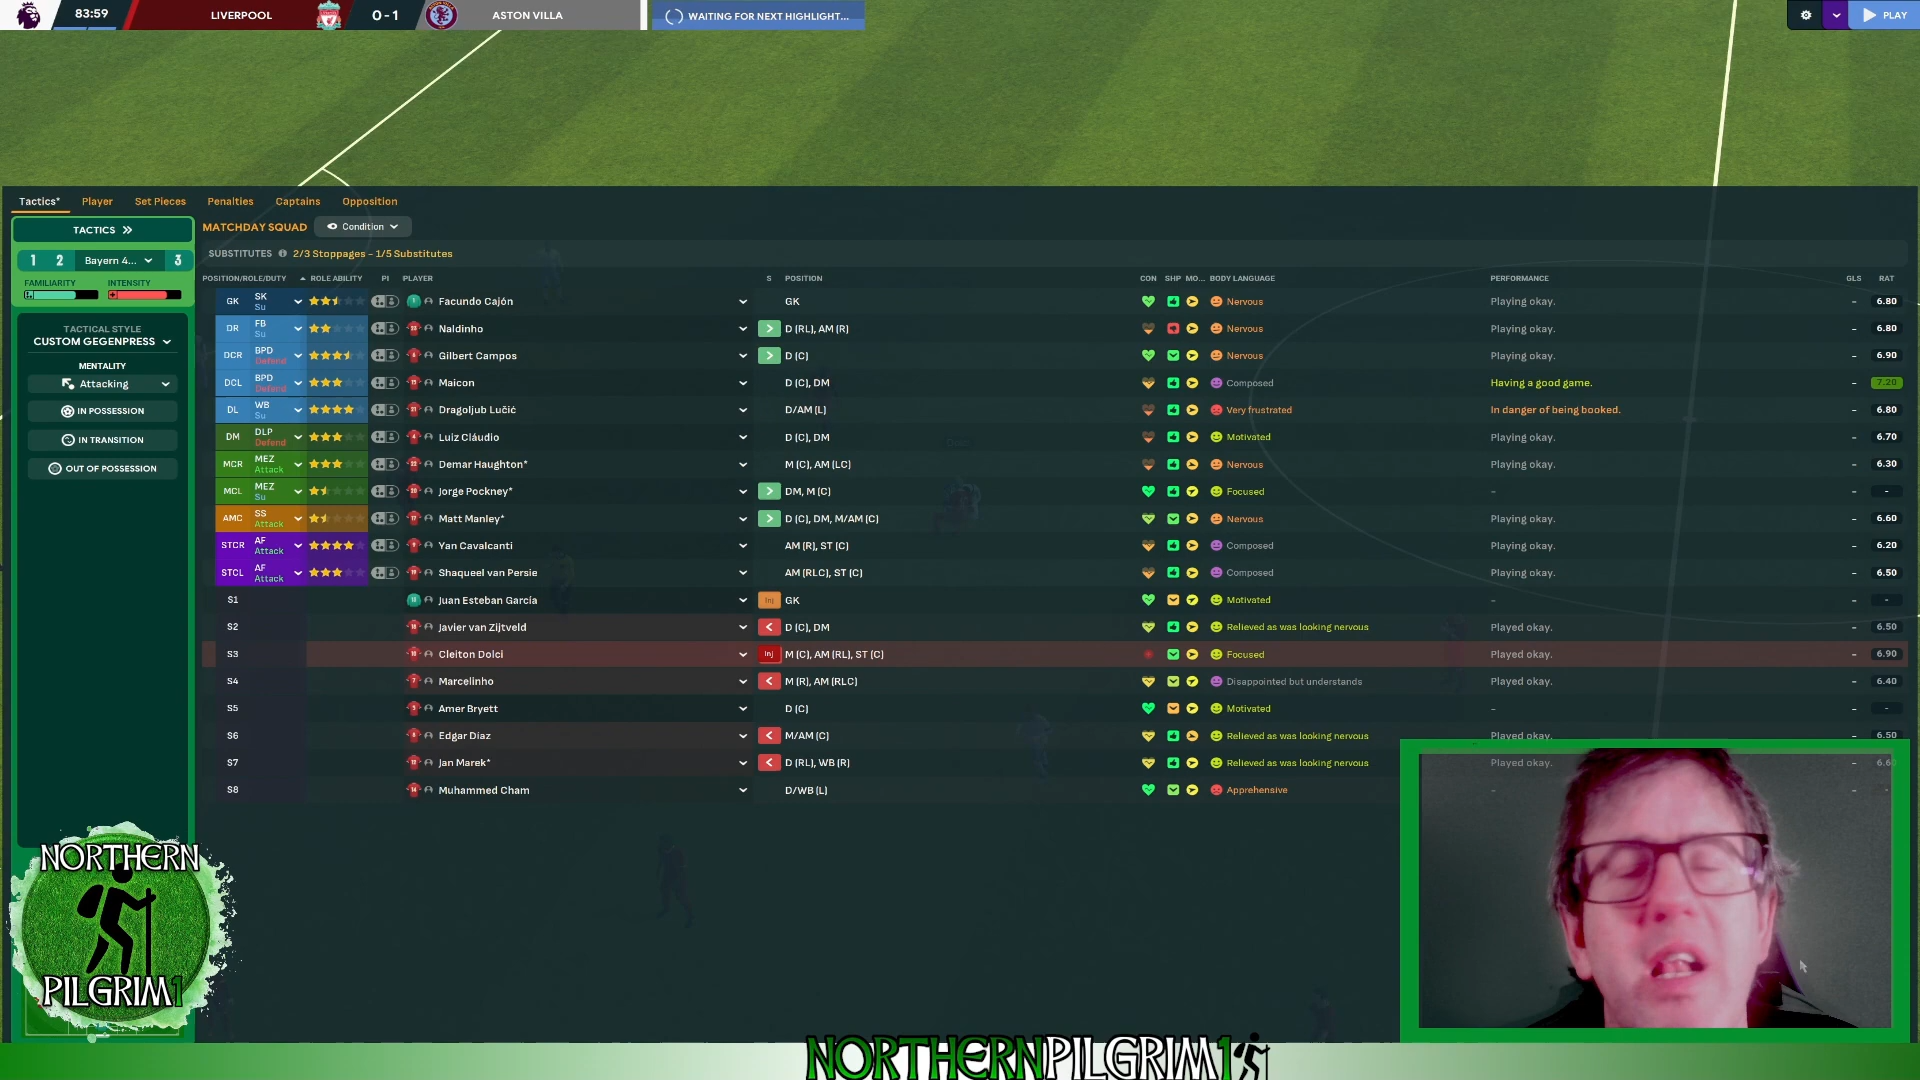 83:59 LIVERPOOL 0 - 1 ASTON VILLA WAITING FOR NEXT HIGHLIGHT... PLAY
Tactics* Player Set Pieces Penalties Captains Opposition
TACTICS
1 2 Bayern 4... 3
FAMILIARITY INTENSITY
TACTICAL STYLE
CUSTOM GEGENPRESS
MENTALITY
Attacking
IN POSSESSION
IN TRANSITION
OUT OF POSSESSION
MATCHDAY SQUAD Condition
SUBSTITUTES 2/3 Stoppages - 1/5 Substitutes
POSITION/ROLE/DUTY ROLE ABILITY PI PLAYER S POSITION CON SHP MO... BODY LANGUAGE PERFORMANCE GLS RAT
GK SK Su Facundo Cajón GK Nervous Playing okay. - 6.80
DR FB Su Naldinho D (RL), AM (R) Nervous Playing okay. - 6.80
DCR BPD Defend Gilbert Campos D (C) Nervous Playing okay. - 6.90
DCL BPD Defend Maicon D (C), DM Composed Having a good game. - 7.20
DL WB Su Dragoljub Lučić D/AM (L) Very frustrated In danger of being booked. - 6.80
DM DLP Defend Luiz Cláudio D (C), DM Motivated Playing okay. - 6.70
MCR MEZ Attack Demar Haughton* M (C), AM (LC) Nervous Playing okay. - 6.30
MCL MEZ Su Jorge Pockney* DM, M (C) Focused - - -
AMC SS Attack Matt Manley* D (C), DM, M/AM (C) Nervous Playing okay. - 6.60
STCR AF Attack Yan Cavalcanti AM (R), ST (C) Composed Playing okay. - 6.20
STCL AF Attack Shaqueel van Persie AM (RLC), ST (C) Composed Playing okay. - 6.50
S1 Juan Esteban García Inj GK Motivated - - -
S2 Javier van Zijtveld D (C), DM Relieved as was looking nervous Played okay. - 6.50
S3 Cleiton Dolci Inj M (C), AM (RL), ST (C) Focused Played okay. - 6.90
S4 Marcelinho M (R), AM (RLC) Disappointed but understands Played okay. - 6.40
S5 Amer Bryett D (C) Motivated - - -
S6 Edgar Díaz M/AM (C) Relieved as was looking nervous Played okay. - 6.50
S7 Jan Marek* D (RL), WB (R) Relieved as was looking nervous Played okay. -
S8 Muhammed Cham D/WB (L) Apprehensive - - -
NORTHERN
PILGRIM1
NORTHERNPILGRIM1